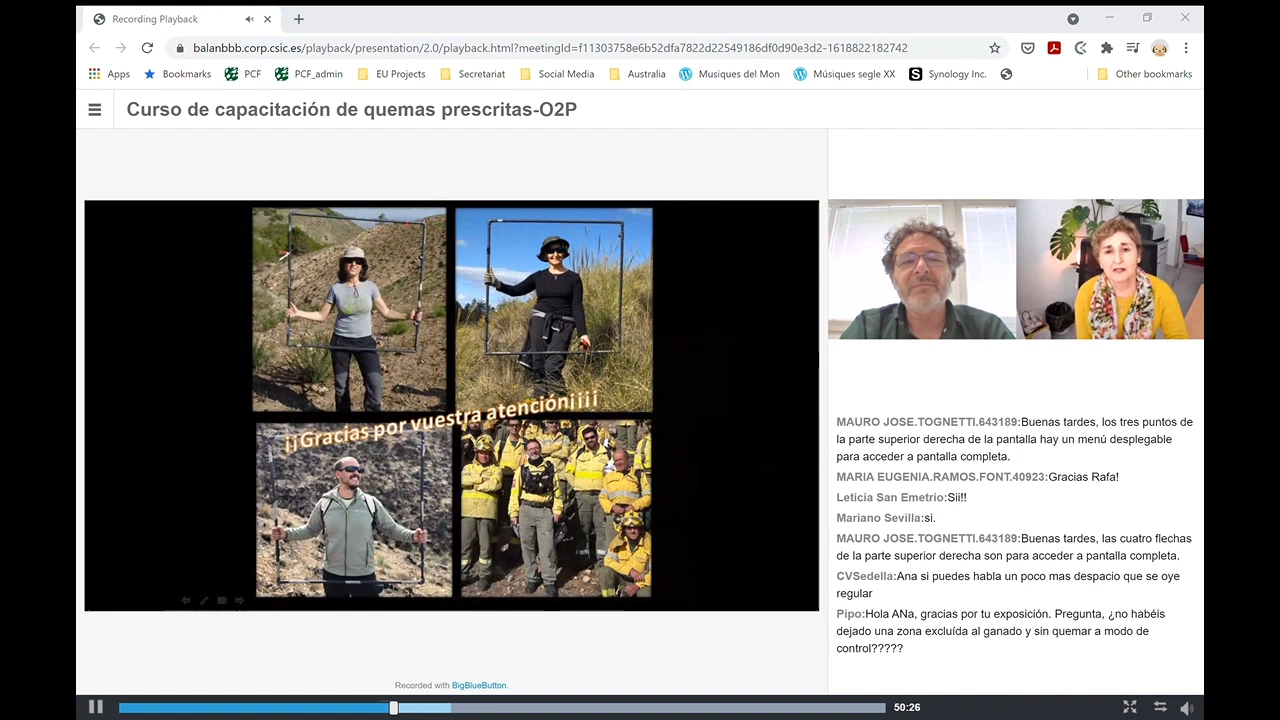 Recording Playback
balanbbb.corp.csic.es/playback/presentation/2.0/playback.html?meetingId=f11303758e6b52dfa7822d22549186df0d90e3d2-1618822182742
Apps Bookmarks PCF PCF_admin EU Projects Secretariat Social Media Australia Musiques del Mon Músiques segle XX Synology Inc. Other bookmarks
Curso de capacitación de quemas prescritas-O2P
¡¡Gracias por vuestra atención¡¡¡
MAURO JOSE.TOGNETTI.643189:Buenas tardes, los tres puntos de
la parte superior derecha de la pantalla hay un menú desplegable
para acceder a pantalla completa.
MARIA EUGENIA.RAMOS.FONT.40923:Gracias Rafa!
Leticia San Emetrio:Sii!!
Mariano Sevilla:si.
MAURO JOSE.TOGNETTI.643189:Buenas tardes, las cuatro flechas
de la parte superior derecha son para acceder a pantalla completa.
CVSedella:Ana si puedes habla un poco mas despacio que se oye
regular
Pipo:Hola ANa, gracias por tu exposición. Pregunta, ¿no habéis
dejado una zona excluída al ganado y sin quemar a modo de
control?????
Recorded with BigBlueButton.
50:26